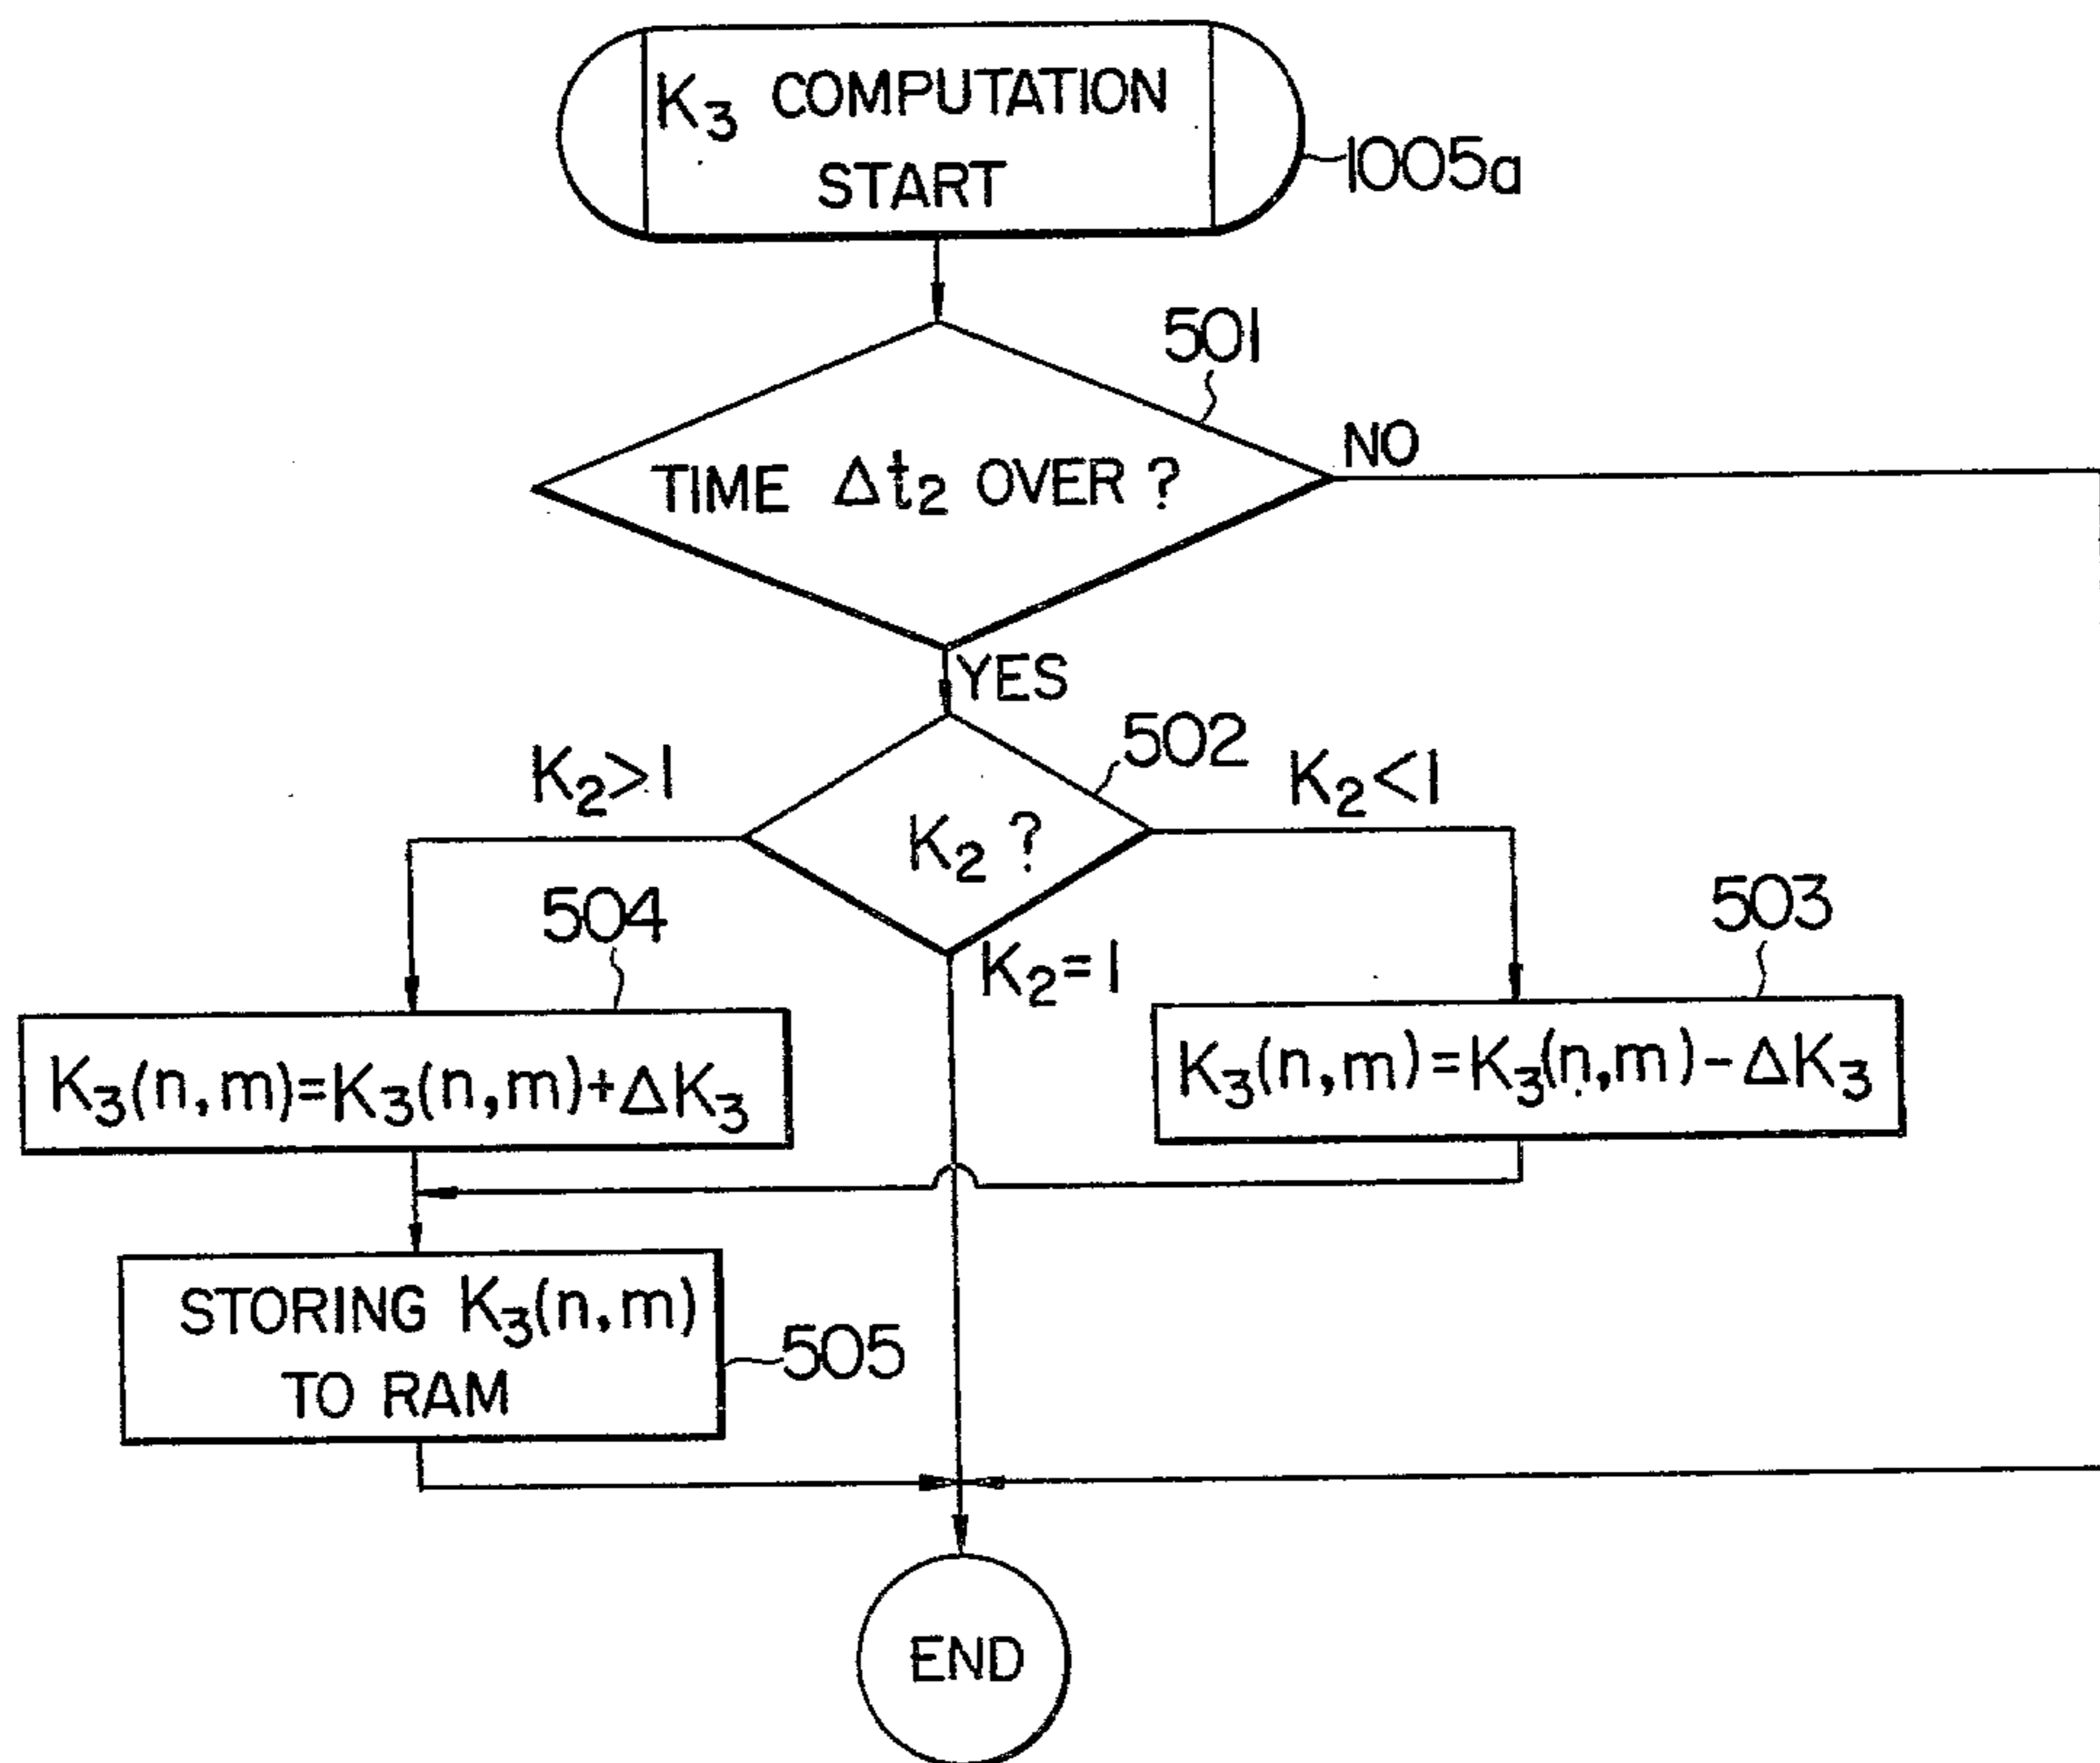 K₃ COMPUTATION
START
1005a
501
TIME Δt₂ OVER ?
NO
YES
502
K₂>1
K₂ ?
K₂<1
504
503
K₂=1
K₃(n,m)=K₃(n,m)+ΔK₃
K₃(n,m)=K₃(n,m)-ΔK₃
STORING K₃(n,m)
TO RAM
505
END